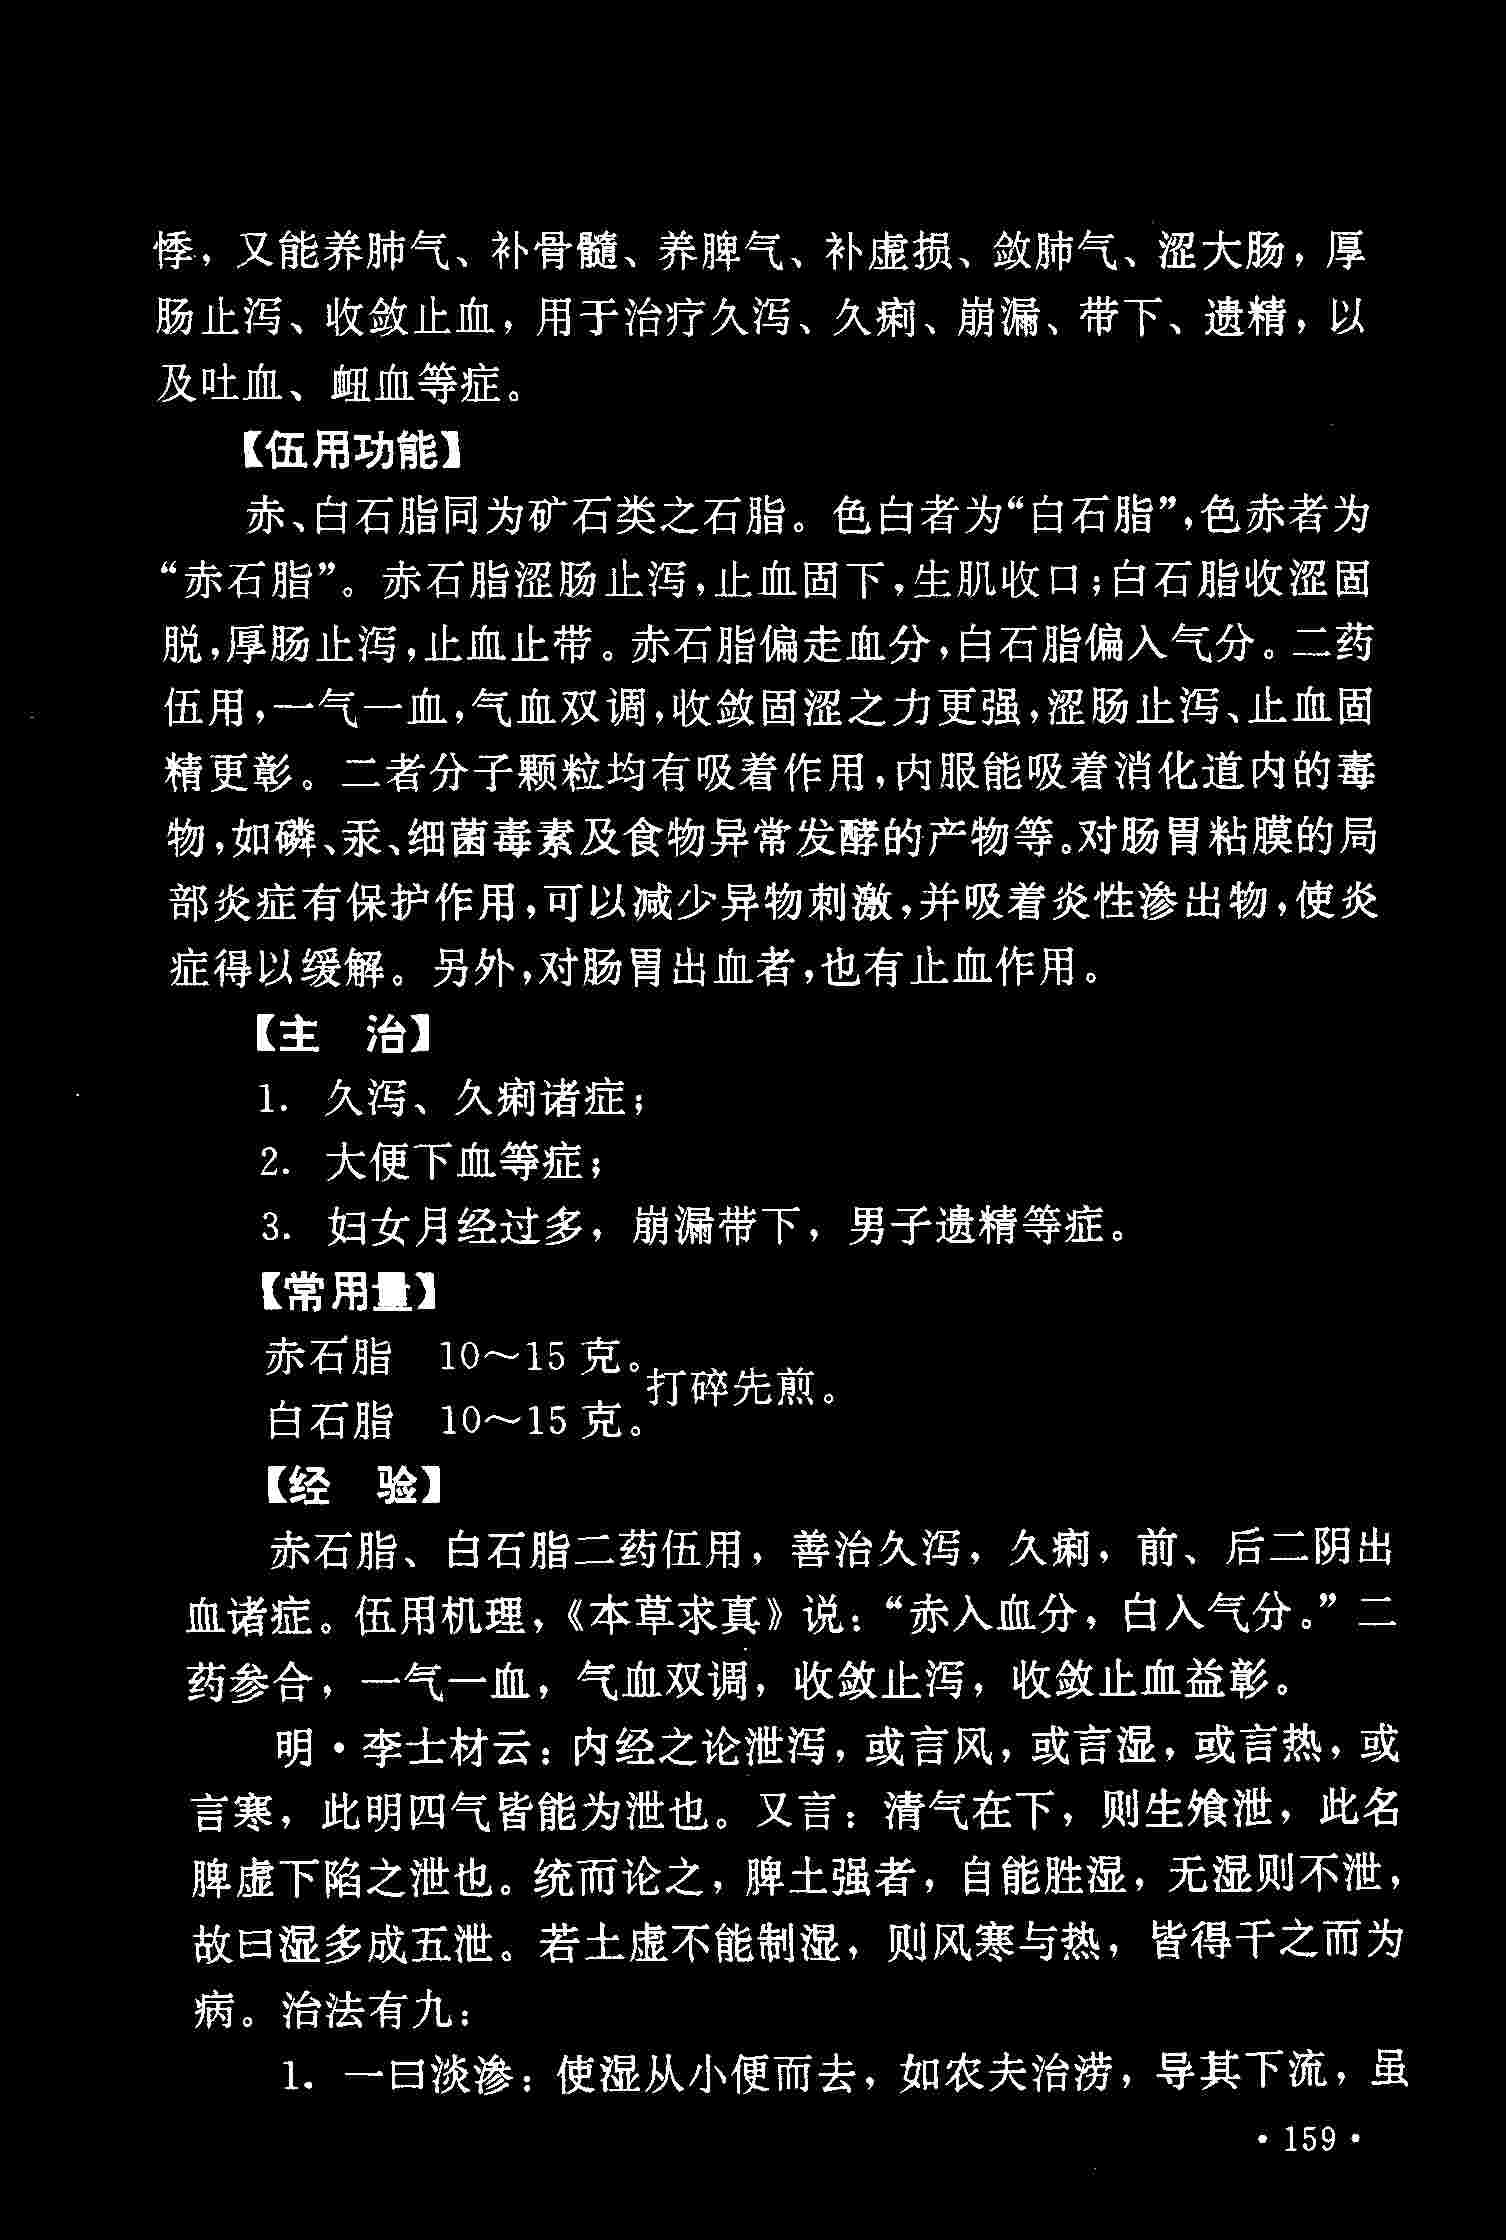 悸，又能养肺气、补骨髓、养脾气、补虚损、敛肺气、涩大肠，厚
肠止泻、收敛止血，用于治疗久泻、久痢、崩漏、带下、遗精，以
及吐血、衄血等症。
【伍用功能】
赤、白石脂同为矿石类之石脂。色白者为“白石脂”，色赤者为
“赤石脂”。赤石脂涩肠止泻，止血固下，生肌收口；白石脂收涩固
脱，厚肠止泻，止血止带。赤石脂偏走血分，白石脂偏入气分。二药
伍用，一气一血，气血双调，收敛固涩之力更强，涩肠止泻、止血固
精更彰。二者分子颗粒均有吸着作用，内服能吸着消化道内的毒
物，如磷、汞、细菌毒素及食物异常发酵的产物等。对肠胃粘膜的局
部炎症有保护作用，可以减少异物刺激，并吸着炎性渗出物，使炎
症得以缓解。另外，对肠胃出血者，也有止血作用。
【主　治】
1. 久泻、久痢诸症；
2. 大便下血等症；
3. 妇女月经过多，崩漏带下，男子遗精等症。
【常用量】
赤石脂　10～15 克。
打碎先煎。
白石脂　10～15 克。
【经　验】
赤石脂、白石脂二药伍用，善治久泻，久痢，前、后二阴出
血诸症。伍用机理，《本草求真》说：“赤入血分，白入气分。”二
药参合，一气一血，气血双调，收敛止泻，收敛止血益彰。
明·李士材云：内经之论泄泻，或言风，或言湿，或言热，或
言寒，此明四气皆能为泄也。又言：清气在下，则生飧泄，此名
脾虚下陷之泄也。统而论之，脾土强者，自能胜湿，无湿则不泄，
故曰湿多成五泄。若土虚不能制湿，则风寒与热，皆得干之而为
病。治法有九：
1. 一曰淡渗：使湿从小便而去，如农夫治涝，导其下流，虽
·159·